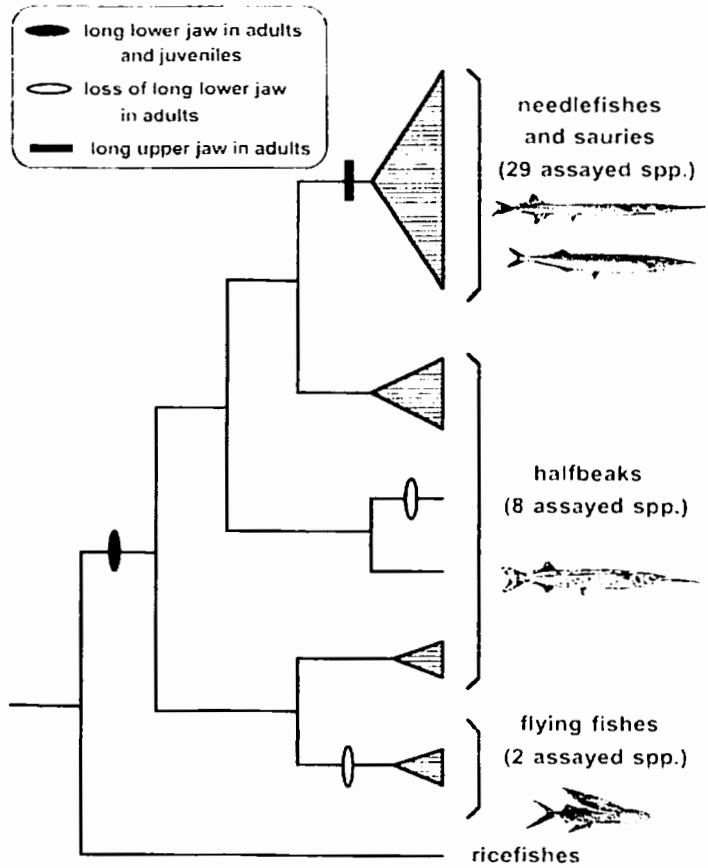 long lower jaw in adults
and juveniles
loss of long lower jaw
in adults
long upper jaw in adults
needlefishes
and sauries
(29 assayed spp.)
halfbeaks
(8 assayed spp.)
flying fishes
(2 assayed spp.)
ricefishes